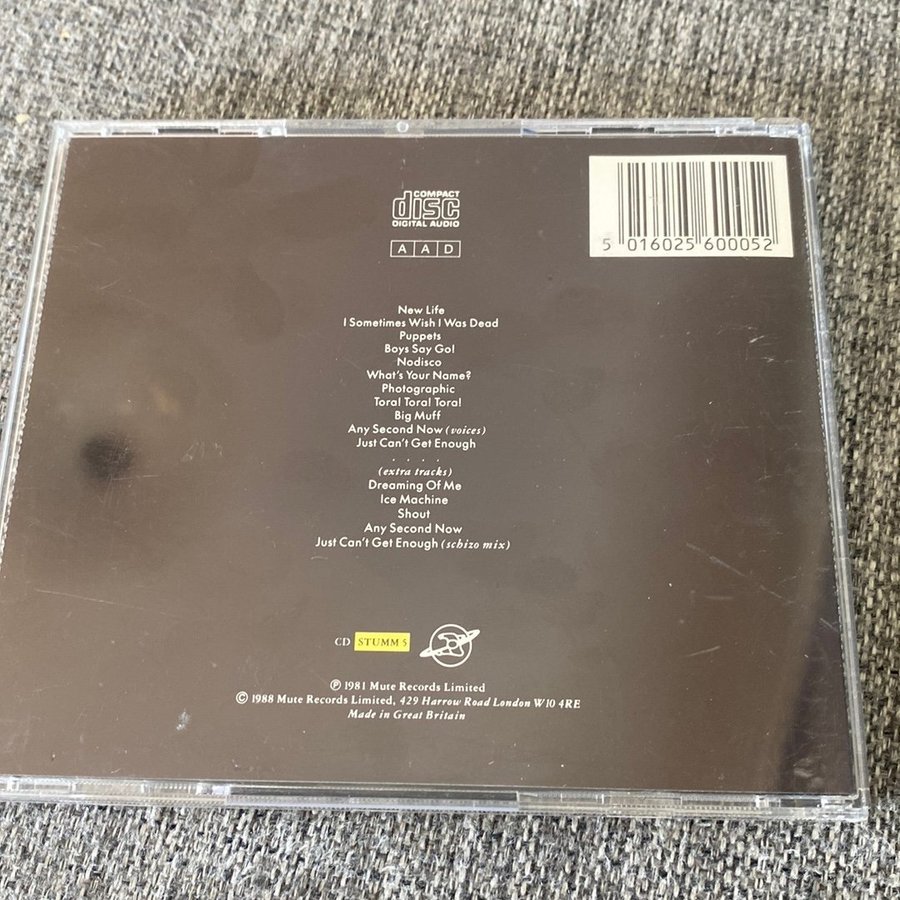 COMPACT
disc
DIGITAL AUDIO
A A D
5 016025 600052
New Life
I Sometimes Wish I Was Dead
Puppets
Boys Say Go!
Nodisco
What's Your Name?
Photographic
Tora! Tora! Tora!
Big Muff
Any Second Now (voices)
Just Can't Get Enough
. . . .
(extra tracks)
Dreaming Of Me
Ice Machine
Shout
Any Second Now
Just Can't Get Enough (schizo mix)
CD STUMM 5
℗ 1981 Mute Records Limited
© 1988 Mute Records Limited, 429 Harrow Road London W10 4RE
Made in Great Britain